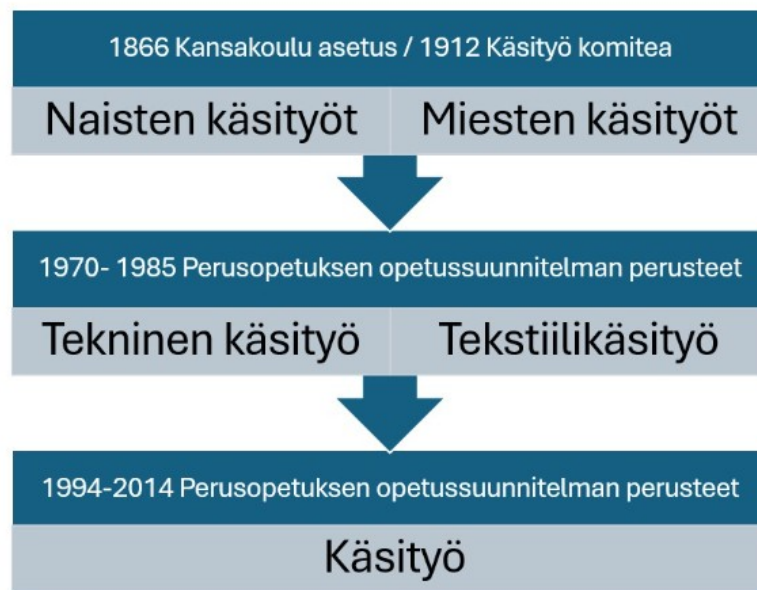 1866 Kansakoulu asetus / 1912 Käsityö komitea
Naisten käsityöt
Miesten käsityöt
1970- 1985 Perusopetuksen opetussuunnitelman perusteet
Tekninen käsityö
Tekstiilikäsityö
1994-2014 Perusopetuksen opetussuunnitelman perusteet
Käsityö